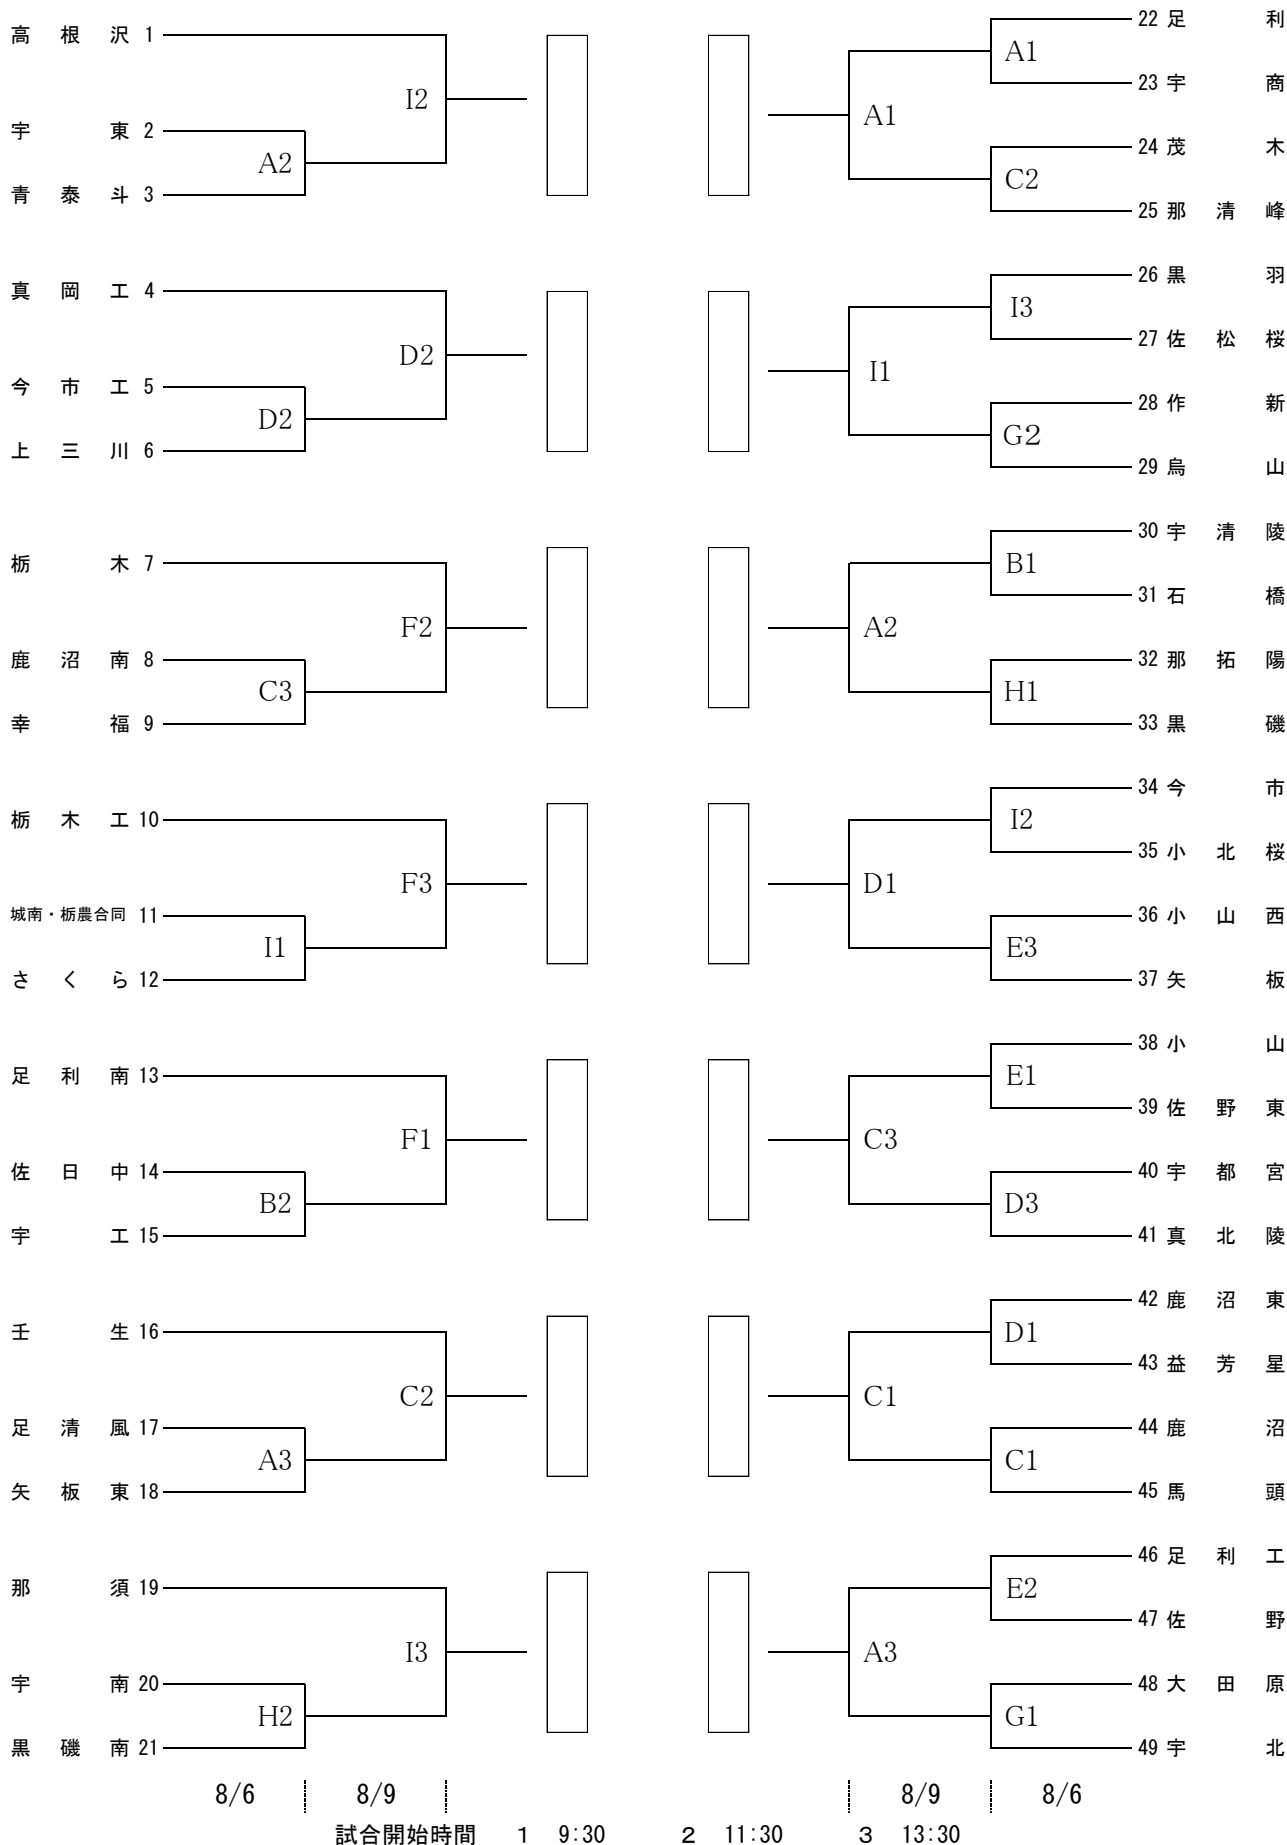 高根沢 1
I2
宇東 2
A2
青泰斗 3
真岡工 4
D2
今市工 5
D2
上三川 6
栃木 7
F2
鹿沼南 8
C3
幸福 9
栃木工 10
F3
城南・栃農合同 11
I1
さくら 12
足利南 13
F1
佐日中 14
B2
宇工 15
壬生 16
C2
足清風 17
A3
矢板東 18
那須 19
I3
宇南 20
H2
黒磯南 21
22 足利
A1
23 宇商
A1
24 茂木
C2
25 那清峰
26 黒羽
I3
27 佐松桜
I1
28 作新
G2
29 烏山
30 宇清陵
B1
31 石橋
A2
32 那拓陽
H1
33 黒磯
34 今市
I2
35 小北桜
D1
36 小山西
E3
37 矢板
38 小山
E1
39 佐野東
C3
40 宇都宮
D3
41 真北陵
42 鹿沼東
D1
43 益芳星
C1
44 鹿沼
C1
45 馬頭
46 足利工
E2
47 佐野
A3
48 大田原
G1
49 宇北
8/6 8/9 8/9 8/6
試合開始時間 1 9:30 2 11:30 3 13:30